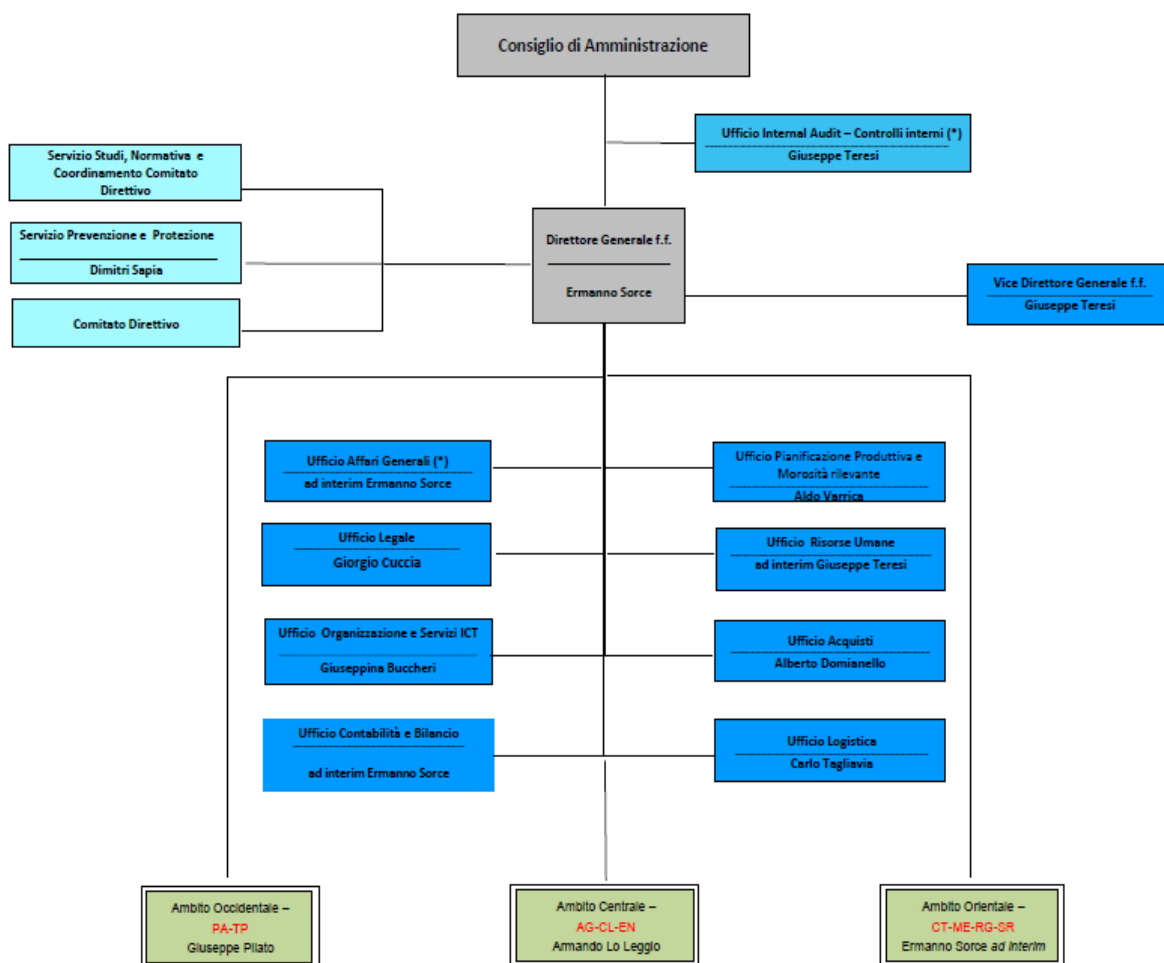 Consiglio di Amministrazione
Ufficio Internal Audit – Controlli interni (*)
Giuseppe Teresi
Servizio Studi, Normativa e
Coordinamento Comitato
Direttivo
Servizio Prevenzione e Protezione
Dimitri Sapia
Comitato Direttivo
Direttore Generale f.f.
Ermanno Sorce
Vice Direttore Generale f.f.
Giuseppe Teresi
Ufficio Affari Generali (*)
ad interim Ermanno Sorce
Ufficio Pianificazione Produttiva e
Morosità rilevante
Aldo Varrica
Ufficio Legale
Giorgio Cuccia
Ufficio Risorse Umane
ad interim Giuseppe Teresi
Ufficio Organizzazione e Servizi ICT
Giuseppina Buccheri
Ufficio Acquisti
Alberto Domianello
Ufficio Contabilità e Bilancio
ad interim Ermanno Sorce
Ufficio Logistica
Carlo Tagliavia
Ambito Occidentale –
PA-TP
Giuseppe Pilato
Ambito Centrale –
AG-CL-EN
Armando Lo Leggio
Ambito Orientale –
CT-ME-RG-SR
Ermanno Sorce ad interim